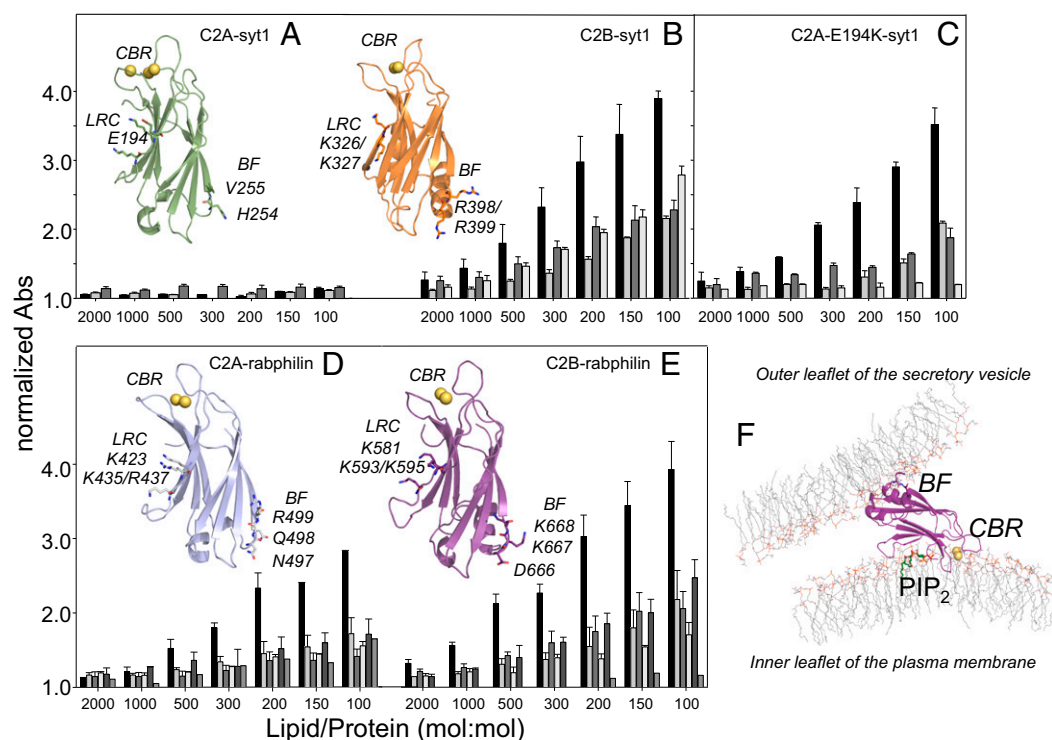 C2A-syt1 A
C2B-syt1 B
C2A-E194K-syt1 C
CBR
LRC
E194
BF
V255
H254
CBR
LRC
K326/
K327
BF
R398/
R399
4.0
3.0
2.0
1.0
2000 1000 500 300 200 150 100
2000 1000 500 300 200 150 100
2000 1000 500 300 200 150 100
normalized Abs
C2A-rabphilin D
C2B-rabphilin E
CBR
LRC
K423
K435/R437
BF
R499
Q498
N497
CBR
LRC
K581
K593/K595
BF
K668
K667
D666
4.0
3.0
2.0
1.0
2000 1000 500 300 200 150 100
2000 1000 500 300 200 150 100
Lipid/Protein (mol:mol)
Outer leaflet of the secretory vesicle
F
BF
CBR
PIP2
Inner leaflet of the plasma membrane